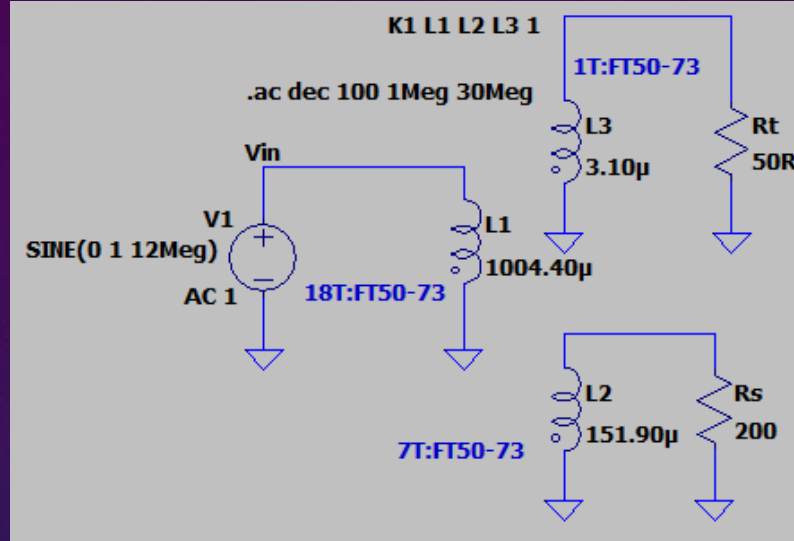 K1 L1 L2 L3 1
1T:FT50-73
.ac dec 100 1Meg 30Meg
L3
3.10µ
Rt
50R
Vin
V1
SINE(0 1 12Meg)
AC 1
L1
1004.40µ
18T:FT50-73
L2
151.90µ
7T:FT50-73
Rs
200